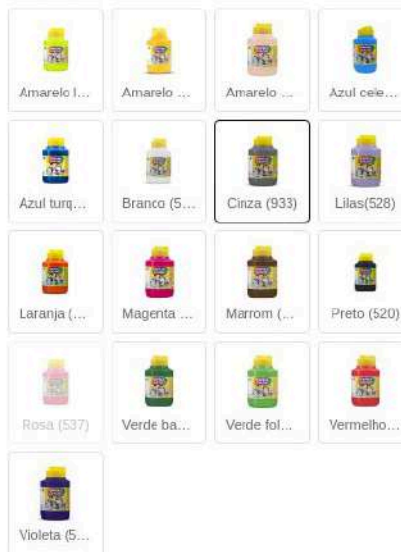 Amarelo l...
Amarelo ...
Amarelo ...
Azul cele...
Azul turq...
Branco (5...
Cinza (933)
Lilas(528)
Laranja (...
Magenta ...
Marrom (...
Preto (520)
Rosa (537)
Verde ba...
Verde fol...
Vermelho...
Violeta (5...